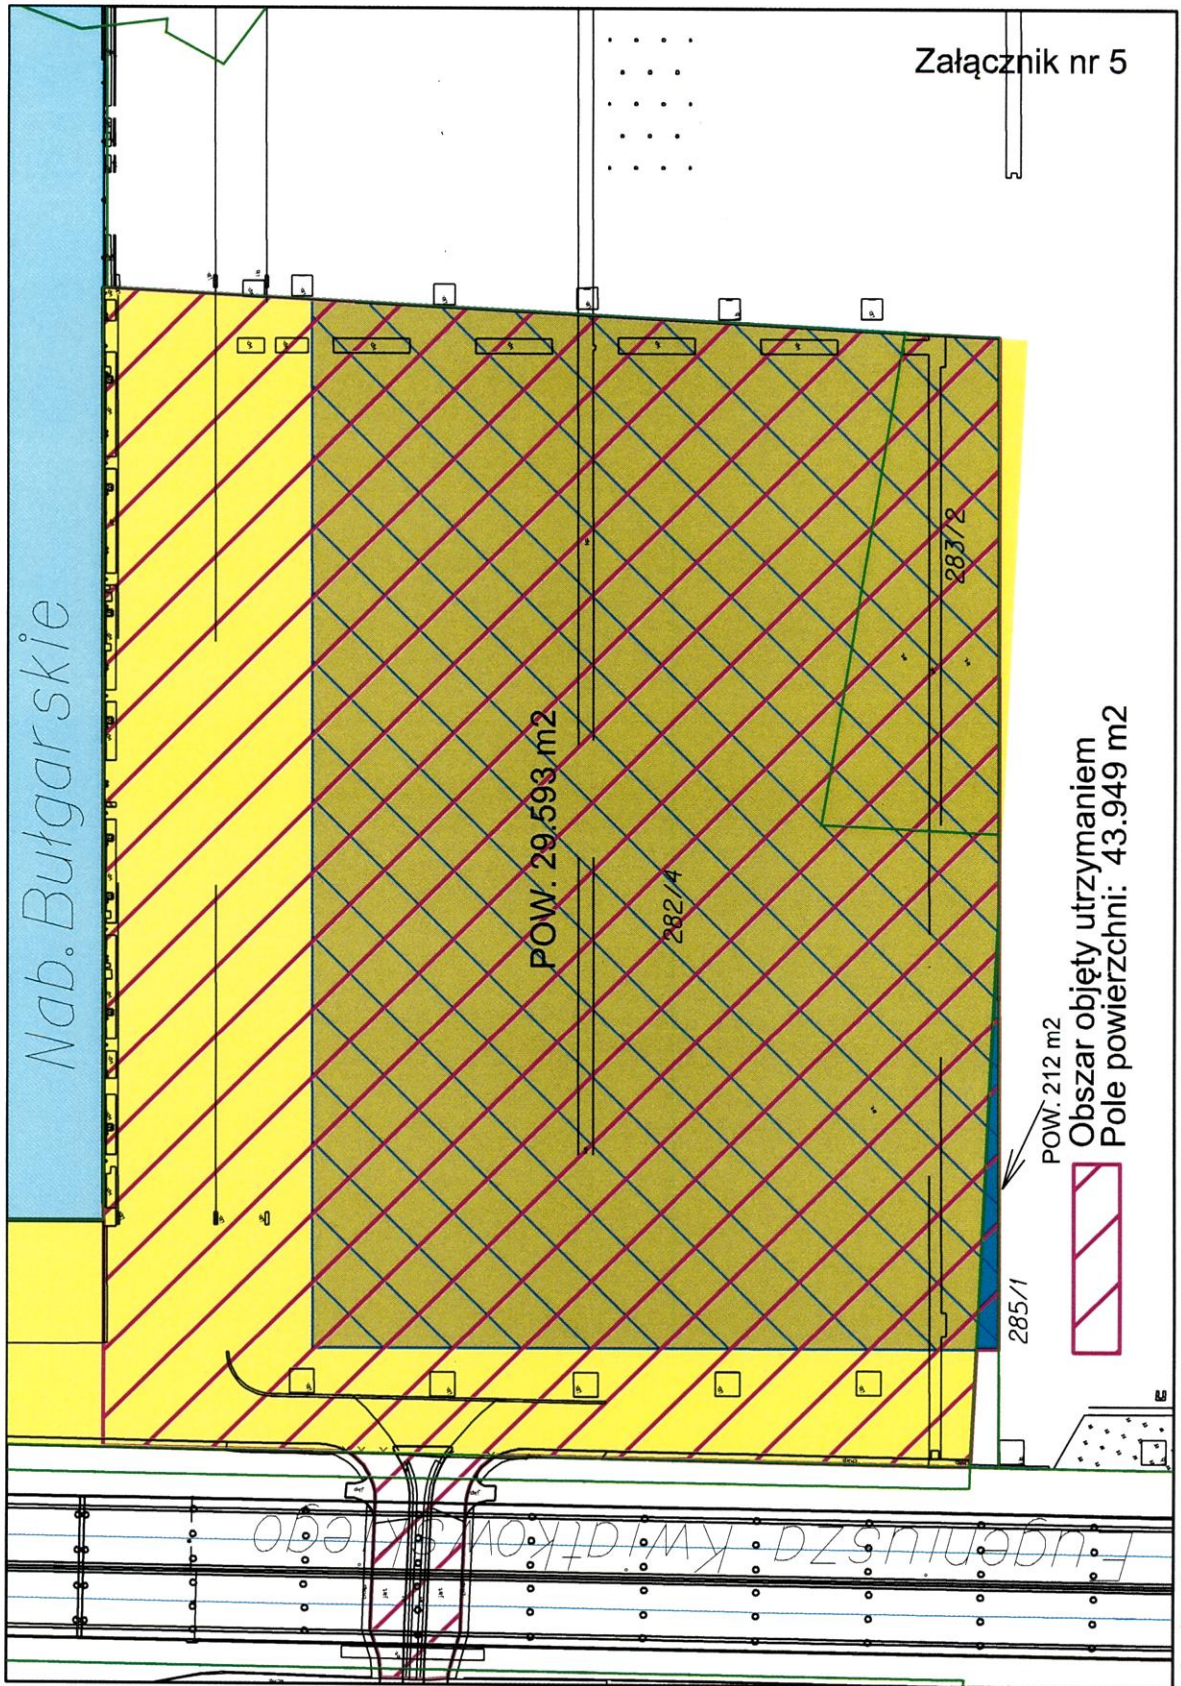 Załącznik nr 5
Nab. Bułgarskie
POW. 29.593 m2
282/4
283/2
285/1
POW. 212 m2
Obszar objęty utrzymaniem
Pole powierzchni: 43.949 m2
Eugeniusza Kwiatkowskiego